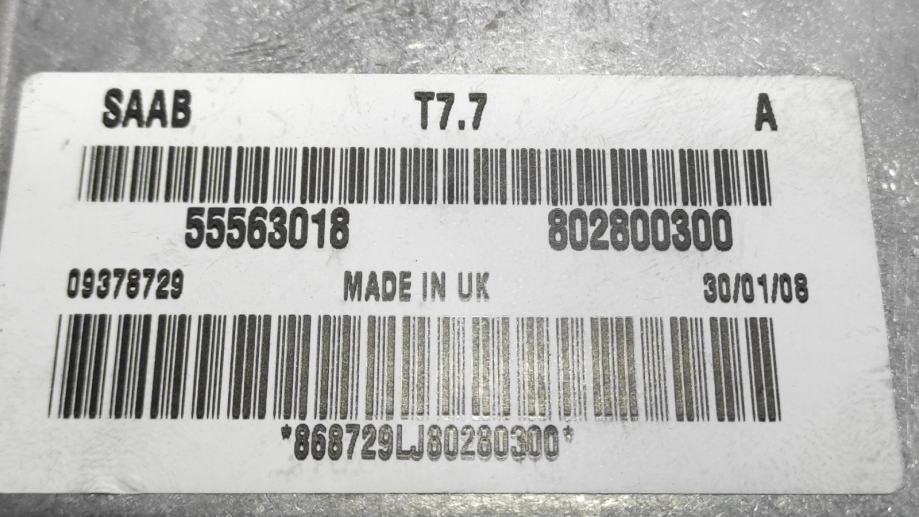 SAAB T7.7 A
55563018 802800300
09378729 MADE IN UK 30/01/08
*868729LJ80280300*